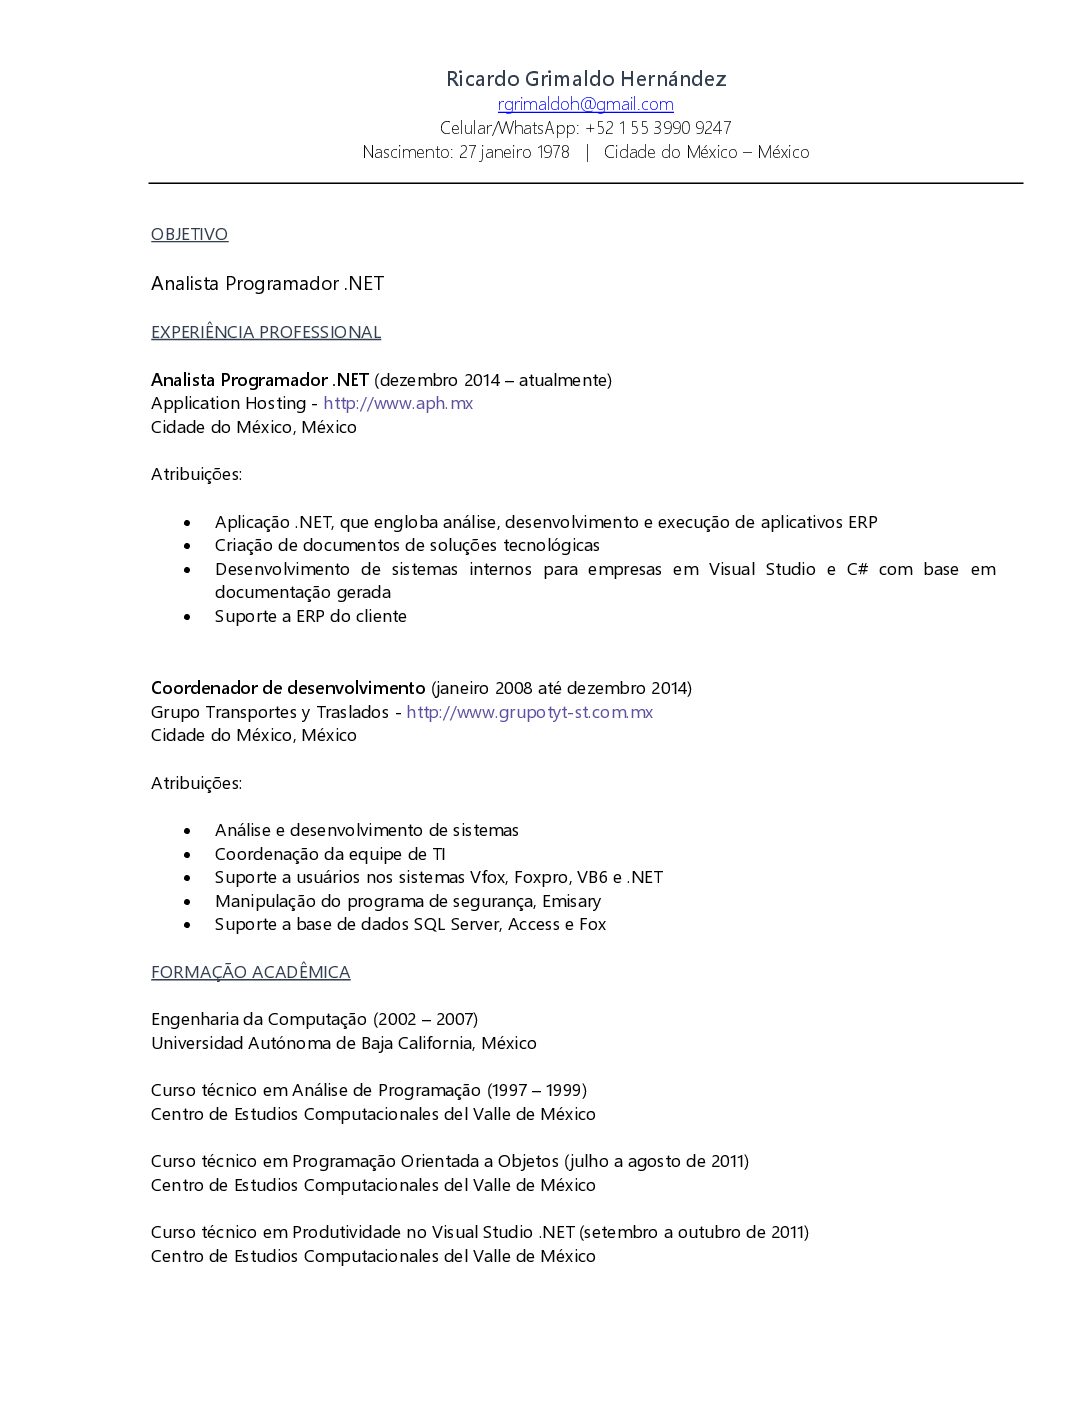 Ricardo Grimaldo Hernández
rgrimaldoh@gmail.com
Celular/WhatsApp: +52 1 55 3990 9247
Nascimento: 27 janeiro 1978 | Cidade do México – México
OBJETIVO
Analista Programador .NET
EXPERIÊNCIA PROFESSIONAL
Analista Programador .NET (dezembro 2014 – atualmente)
Application Hosting - http://www.aph.mx
Cidade do México, México
Atribuições:
• Aplicação .NET, que engloba análise, desenvolvimento e execução de aplicativos ERP
• Criação de documentos de soluções tecnológicas
• Desenvolvimento de sistemas internos para empresas em Visual Studio e C# com base em
documentação gerada
• Suporte a ERP do cliente
Coordenador de desenvolvimento (janeiro 2008 até dezembro 2014)
Grupo Transportes y Traslados - http://www.grupotyt-st.com.mx
Cidade do México, México
Atribuições:
• Análise e desenvolvimento de sistemas
• Coordenação da equipe de TI
• Suporte a usuários nos sistemas Vfox, Foxpro, VB6 e .NET
• Manipulação do programa de segurança, Emisary
• Suporte a base de dados SQL Server, Access e Fox
FORMAÇÃO ACADÊMICA
Engenharia da Computação (2002 – 2007)
Universidad Autónoma de Baja California, México
Curso técnico em Análise de Programação (1997 – 1999)
Centro de Estudios Computacionales del Valle de México
Curso técnico em Programação Orientada a Objetos (julho a agosto de 2011)
Centro de Estudios Computacionales del Valle de México
Curso técnico em Produtividade no Visual Studio .NET (setembro a outubro de 2011)
Centro de Estudios Computacionales del Valle de México